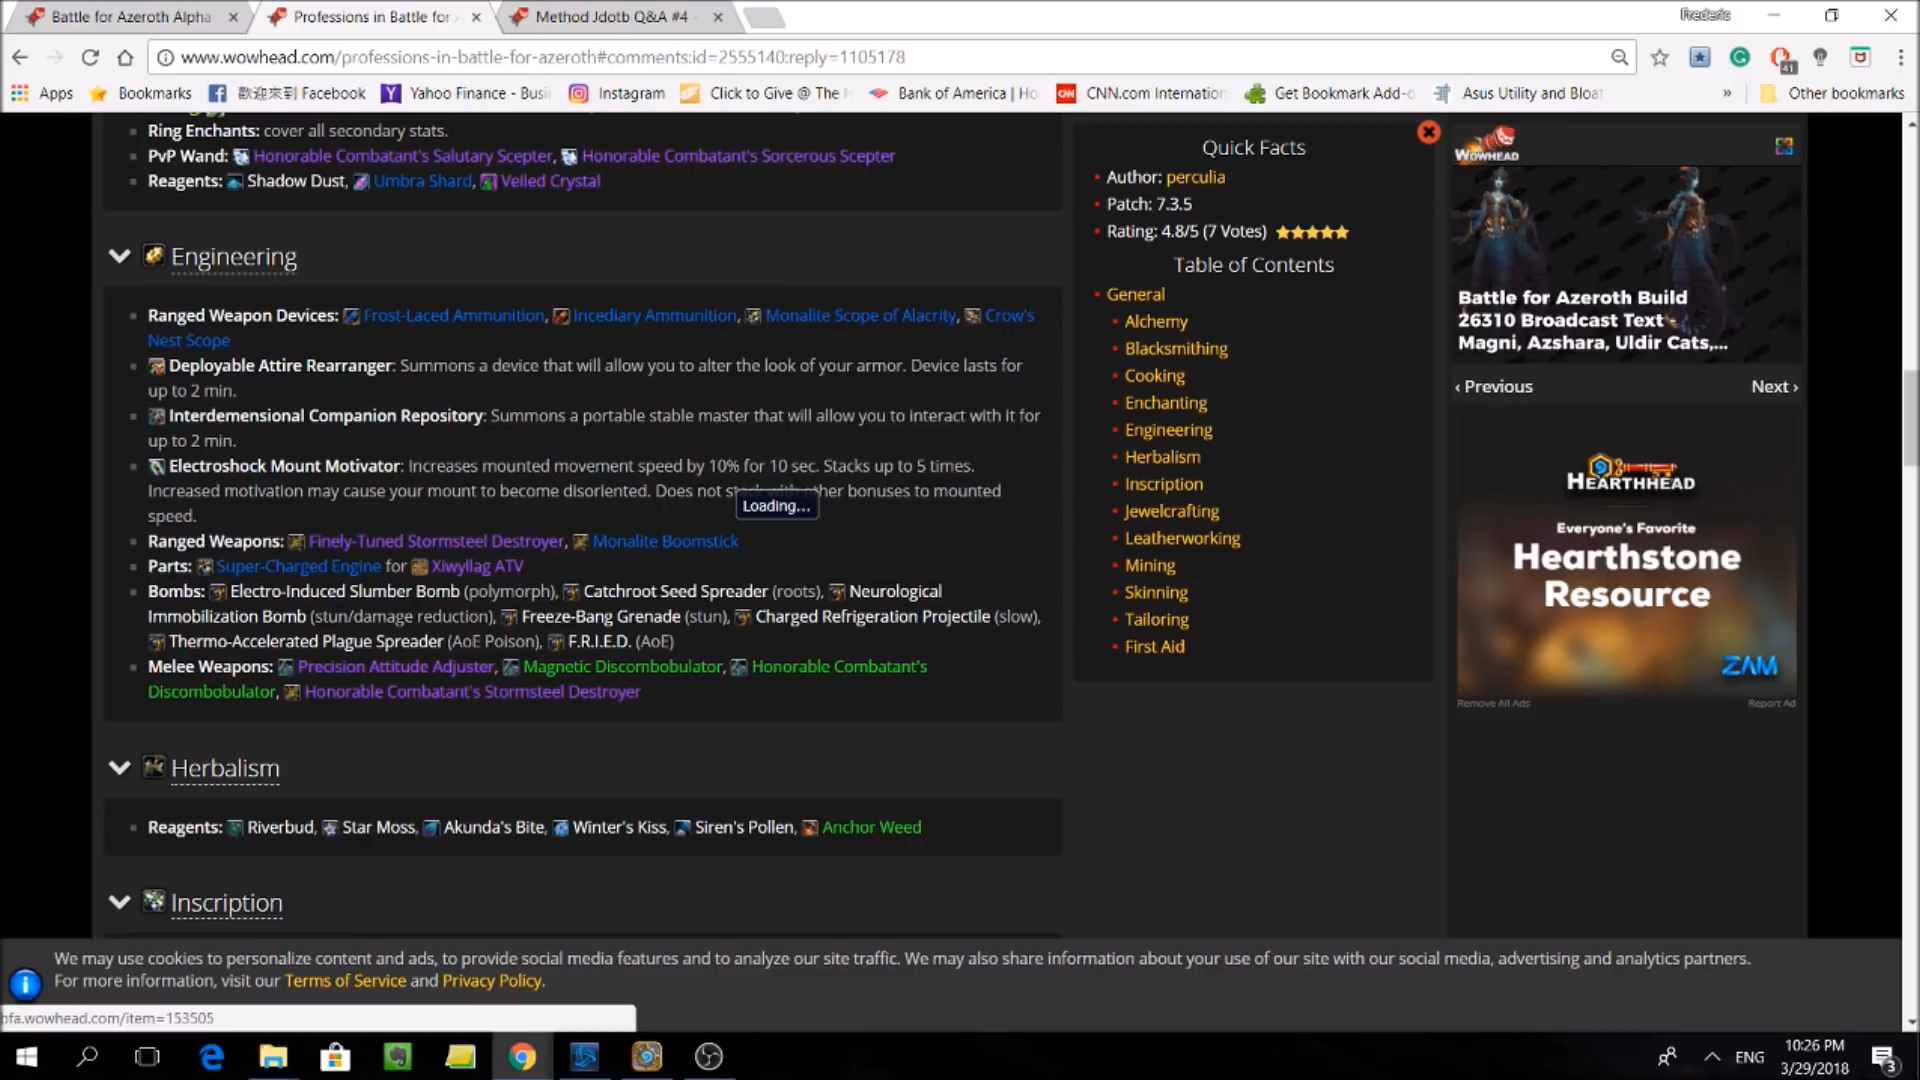 Battle for Azeroth Alpha
Professions in Battle for
Method Jdotb Q&A #4
Frederic
www.wowhead.com/professions-in-battle-for-azeroth#comments:id=2555140:reply=1105178
41
Apps
Bookmarks
歡迎來到 Facebook
Yahoo Finance - Busi
Instagram
Click to Give @ The
Bank of America | Ho
CNN.com Internation
Get Bookmark Add-o
Asus Utility and Bloat
»
Other bookmarks
Ring Enchants: cover all secondary stats.
PvP Wand: Honorable Combatant's Salutary Scepter, Honorable Combatant's Sorcerous Scepter
Reagents: Shadow Dust, Umbra Shard, Veiled Crystal
Engineering
Ranged Weapon Devices: Frost-Laced Ammunition, Incediary Ammunition, Monalite Scope of Alacrity, Crow's
Nest Scope
Deployable Attire Rearranger: Summons a device that will allow you to alter the look of your armor. Device lasts for
up to 2 min.
Interdemensional Companion Repository: Summons a portable stable master that will allow you to interact with it for
up to 2 min.
Electroshock Mount Motivator: Increases mounted movement speed by 10% for 10 sec. Stacks up to 5 times.
Increased motivation may cause your mount to become disoriented. Does not stack with other bonuses to mounted
speed.
Loading...
Ranged Weapons: Finely-Tuned Stormsteel Destroyer, Monalite Boomstick
Parts: Super-Charged Engine for Xiwyllag ATV
Bombs: Electro-Induced Slumber Bomb (polymorph), Catchroot Seed Spreader (roots), Neurological
Immobilization Bomb (stun/damage reduction), Freeze-Bang Grenade (stun), Charged Refrigeration Projectile (slow),
Thermo-Accelerated Plague Spreader (AoE Poison), F.R.I.E.D. (AoE)
Melee Weapons: Precision Attitude Adjuster, Magnetic Discombobulator, Honorable Combatant's
Discombobulator, Honorable Combatant's Stormsteel Destroyer
Herbalism
Reagents: Riverbud, Star Moss, Akunda's Bite, Winter's Kiss, Siren's Pollen, Anchor Weed
Inscription
Quick Facts
Author: perculia
Patch: 7.3.5
Rating: 4.8/5 (7 Votes)
Table of Contents
General
Alchemy
Blacksmithing
Cooking
Enchanting
Engineering
Herbalism
Inscription
Jewelcrafting
Leatherworking
Mining
Skinning
Tailoring
First Aid
WOWHEAD
Battle for Azeroth Build
26310 Broadcast Text -
Magni, Azshara, Uldir Cats,...
‹ Previous
Next ›
HEARTHHEAD
Everyone's Favorite
Hearthstone
Resource
ZAM
Remove All Ads
Report Ad
We may use cookies to personalize content and ads, to provide social media features and to analyze our site traffic. We may also share information about your use of our site with our social media, advertising and analytics partners.
For more information, visit our Terms of Service and Privacy Policy.
bfa.wowhead.com/item=153505
ENG
10:26 PM
3/29/2018
3